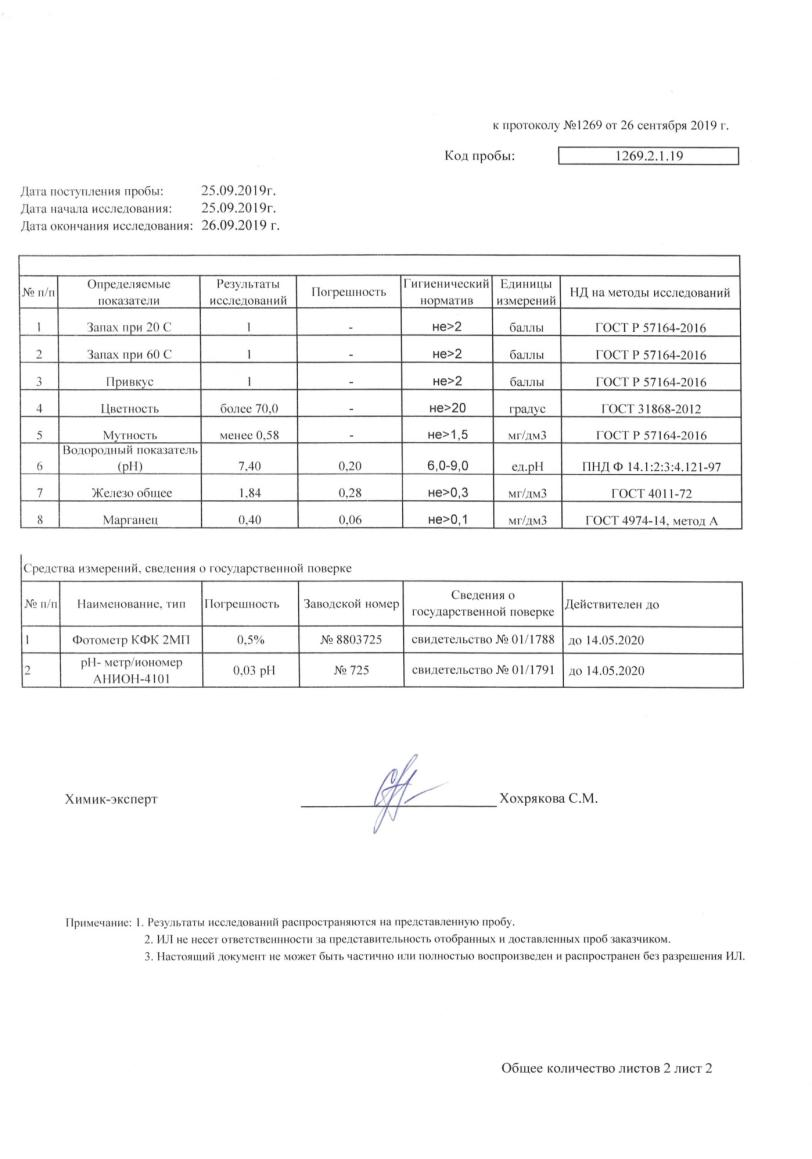 к протоколу №1269 от 26 сентября 2019 г.
Код пробы: 1269.2.1.19
Дата поступления пробы: 25.09.2019г.
Дата начала исследования: 25.09.2019г.
Дата окончания исследования: 26.09.2019 г.
№ п/п Определяемые показатели Результаты исследований Погрешность Гигиенический норматив Единицы измерений НД на методы исследований
1 Запах при 20 С 1 - не>2 баллы ГОСТ Р 57164-2016
2 Запах при 60 С 1 - не>2 баллы ГОСТ Р 57164-2016
3 Привкус 1 - не>2 баллы ГОСТ Р 57164-2016
4 Цветность более 70,0 - не>20 градус ГОСТ 31868-2012
5 Мутность менее 0,58 - не>1,5 мг/дм3 ГОСТ Р 57164-2016
6 Водородный показатель (рН) 7,40 0,20 6,0-9,0 ед.рН ПНД Ф 14.1:2:3:4.121-97
7 Железо общее 1,84 0,28 не>0,3 мг/дм3 ГОСТ 4011-72
8 Марганец 0,40 0,06 не>0,1 мг/дм3 ГОСТ 4974-14, метод А
Средства измерений, сведения о государственной поверке
№ п/п Наименование, тип Погрешность Заводской номер Сведения о государственной поверке Действителен до
1 Фотометр КФК 2МП 0,5% № 8803725 свидетельство № 01/1788 до 14.05.2020
2 рН- метр/иономер АНИОН-4101 0,03 рН № 725 свидетельство № 01/1791 до 14.05.2020
Химик-эксперт Хохрякова С.М.
Примечание: 1. Результаты исследований распространяются на представленную пробу.
2. ИЛ не несет ответственнности за представительность отобранных и доставленных проб заказчиком.
3. Настоящий документ не может быть частично или полностью воспроизведен и распространен без разрешения ИЛ.
Общее количество листов 2 лист 2